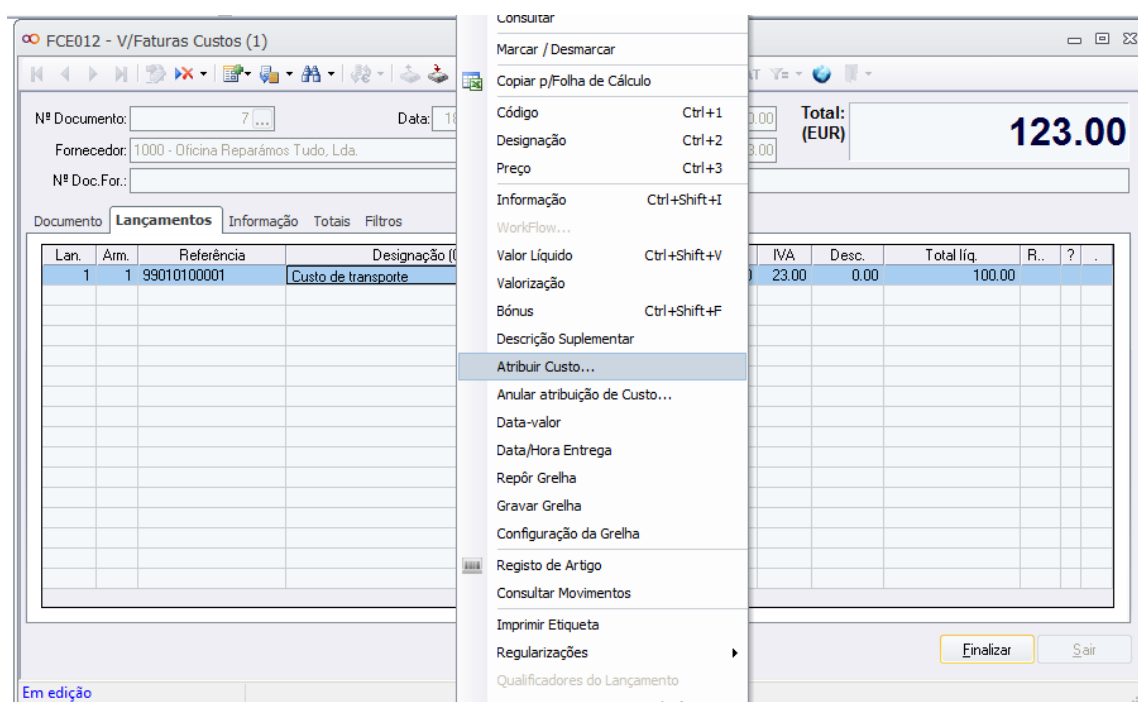 Consultar
FCE012 - V/Faturas Custos (1)
Marcar / Desmarcar
Copiar p/Folha de Cálculo
Nº Documento: 7 ... Data: 18
Código Ctrl+1
.00 Total: (EUR) 123.00
Designação Ctrl+2
Fornecedor: 1000 - Oficina Reparámos Tudo, Lda.
3.00
Preço Ctrl+3
Nº Doc.For.:
Informação Ctrl+Shift+I
WorkFlow...
Documento Lançamentos Informação Totais Filtros
Valor Líquido Ctrl+Shift+V
Lan. Arm. Referência Designação IVA Desc. Total líq. R.. ? .
1 1 99010100001 Custo de transporte 23.00 0.00 100.00
Valorização
Bónus Ctrl+Shift+F
Descrição Suplementar
Atribuir Custo...
Anular atribuição de Custo...
Data-valor
Data/Hora Entrega
Repôr Grelha
Gravar Grelha
Configuração da Grelha
Registo de Artigo
Consultar Movimentos
Imprimir Etiqueta
Regularizações
Finalizar Sair
Qualificadores do Lançamento
Em edição